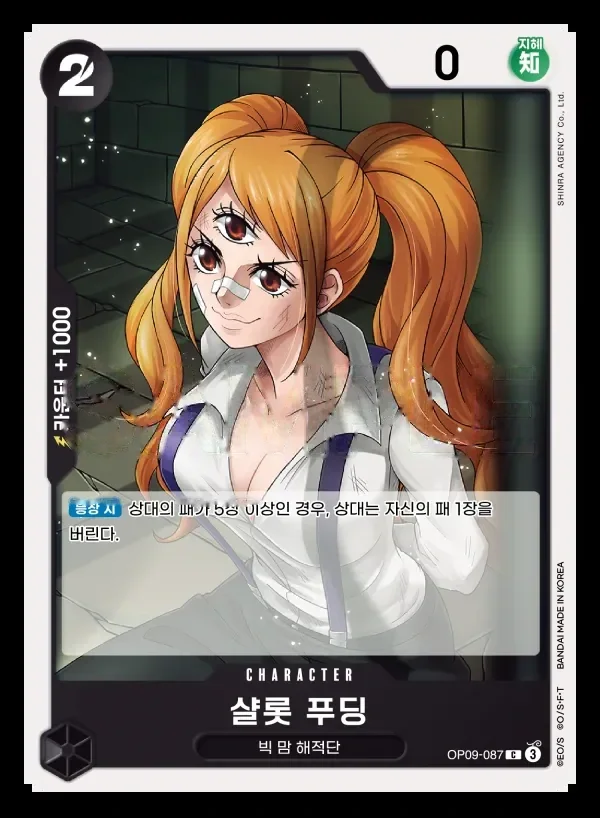 2
0
지혜
知
SHINRA AGENCY Co., Ltd.
카운터 +1000
등장 시 상대의 패가 5장 이상인 경우, 상대는 자신의 패 1장을
버린다.
CHARACTER
샬롯 푸딩
빅 맘 해적단
OP09-087 C 3
©EO/S ©O/S·F·T BANDAI MADE IN KOREA